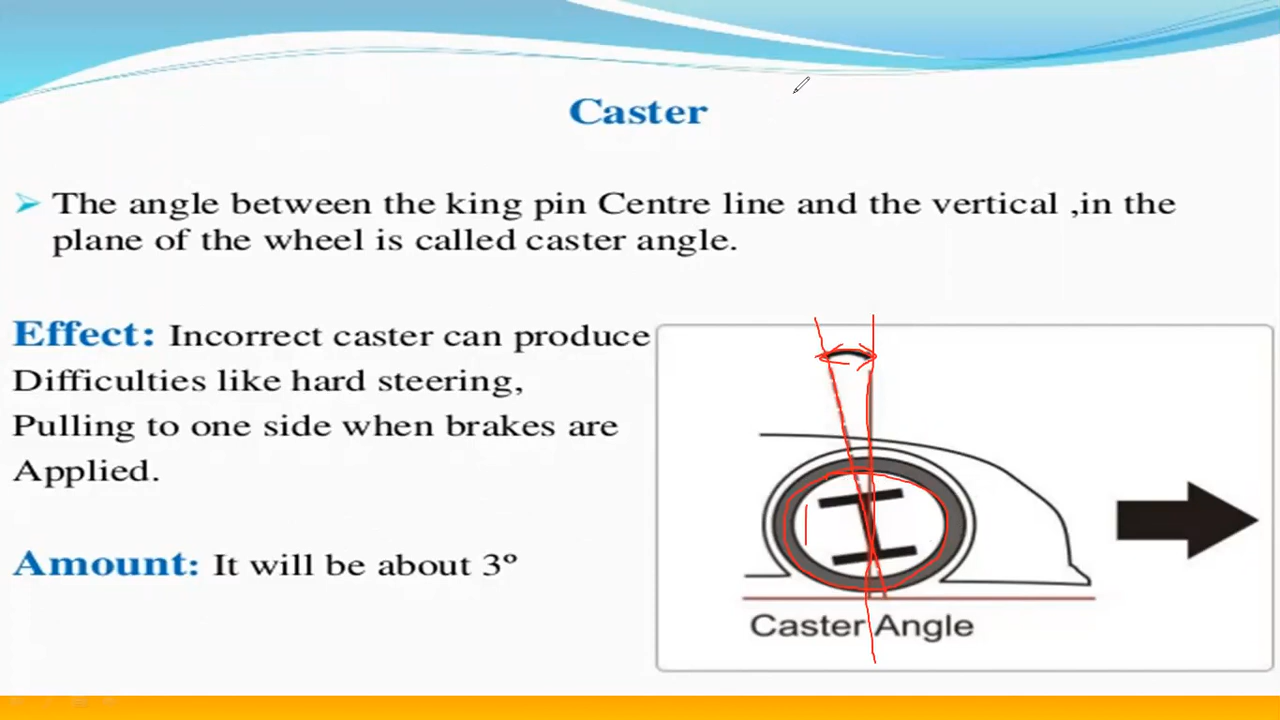 Caster
The angle between the king pin Centre line and the vertical ,in the
plane of the wheel is called caster angle.
Effect: Incorrect caster can produce
Difficulties like hard steering,
Pulling to one side when brakes are
Applied.
Amount: It will be about 3º
Caster Angle